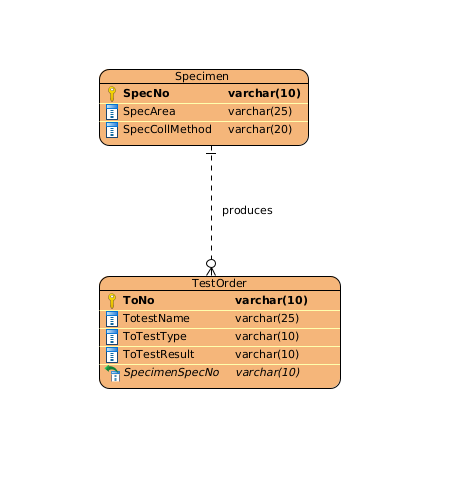 Specimen
SpecNo varchar(10)
SpecArea varchar(25)
SpecCollMethod varchar(20)
produces
TestOrder
ToNo varchar(10)
TotestName varchar(25)
ToTestType varchar(10)
ToTestResult varchar(10)
SpecimenSpecNo varchar(10)